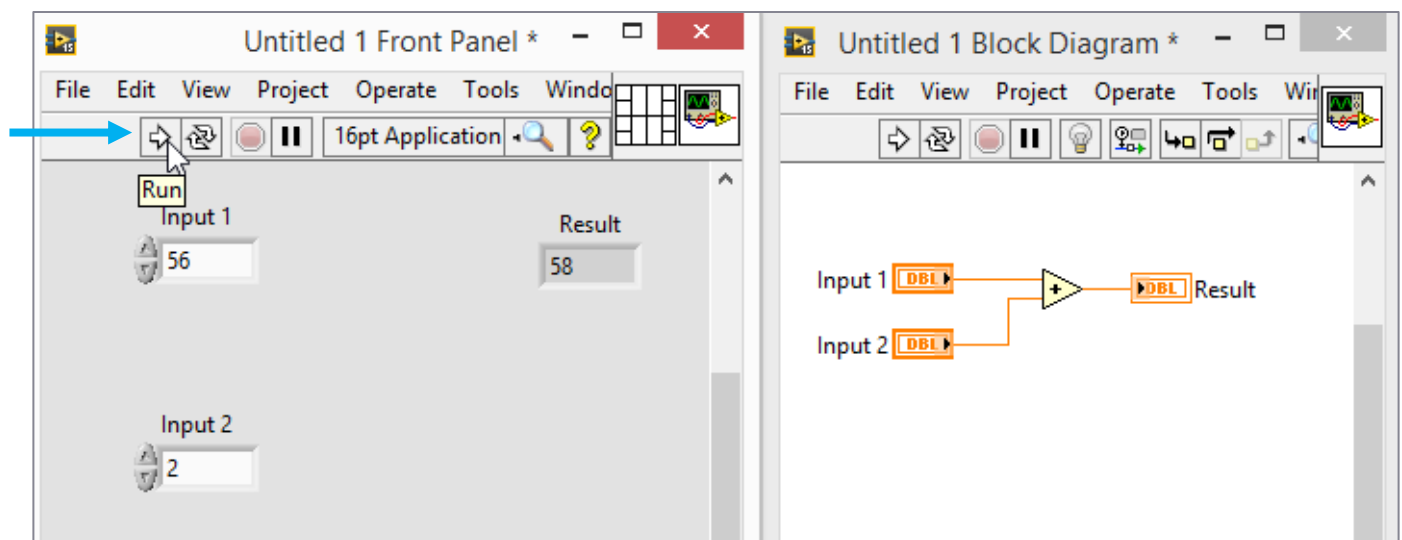 Untitled 1 Front Panel *
File Edit View Project Operate Tools Windo
16pt Application
Run
Input 1
56
Result
58
Input 2
2
Untitled 1 Block Diagram *
File Edit View Project Operate Tools Win
Input 1 DBL
+
DBL Result
Input 2 DBL